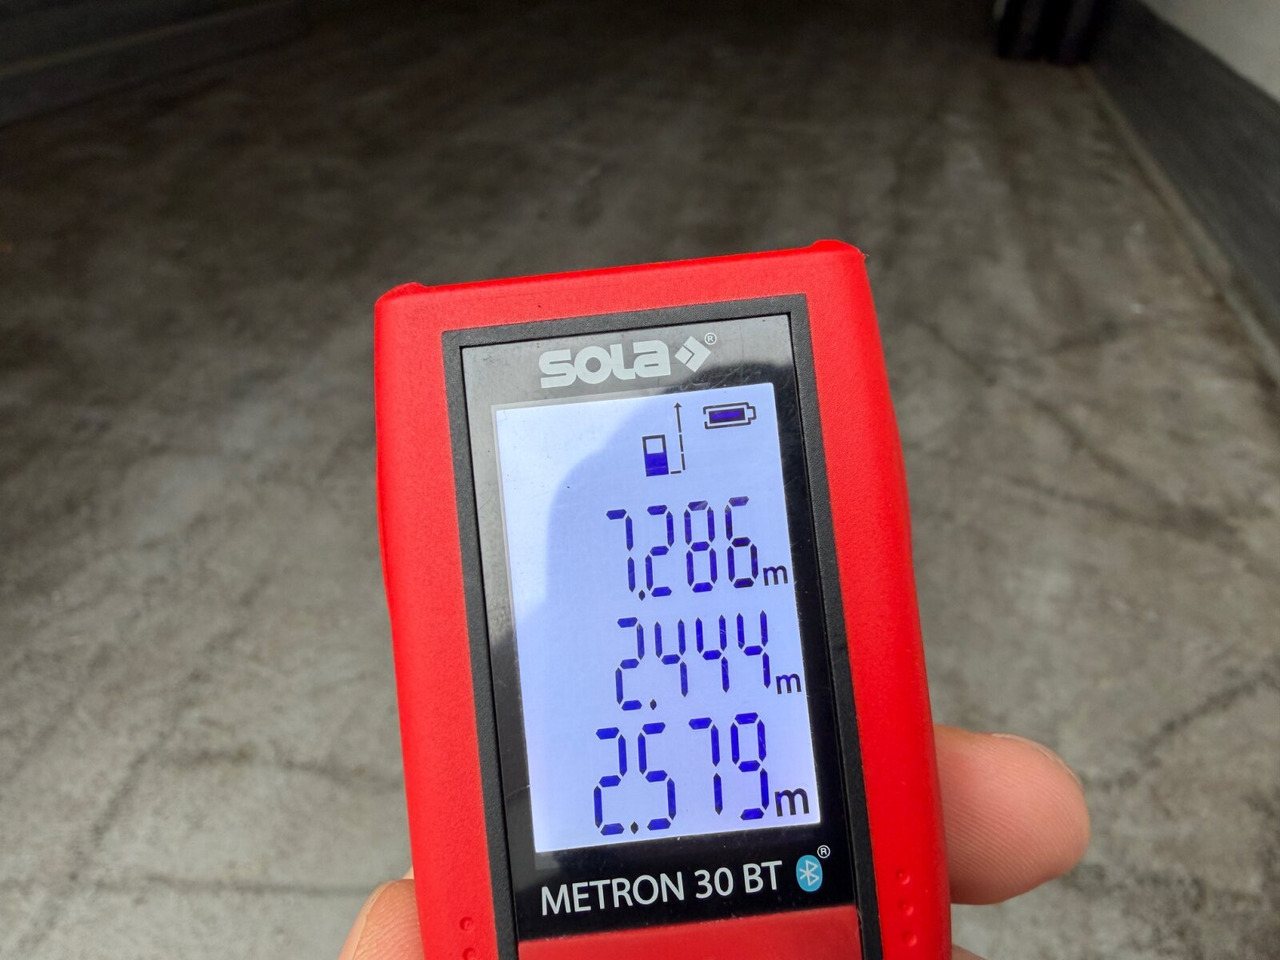 SOLA®
7.286m
2.444m
2.579m
METRON 30 BT ®